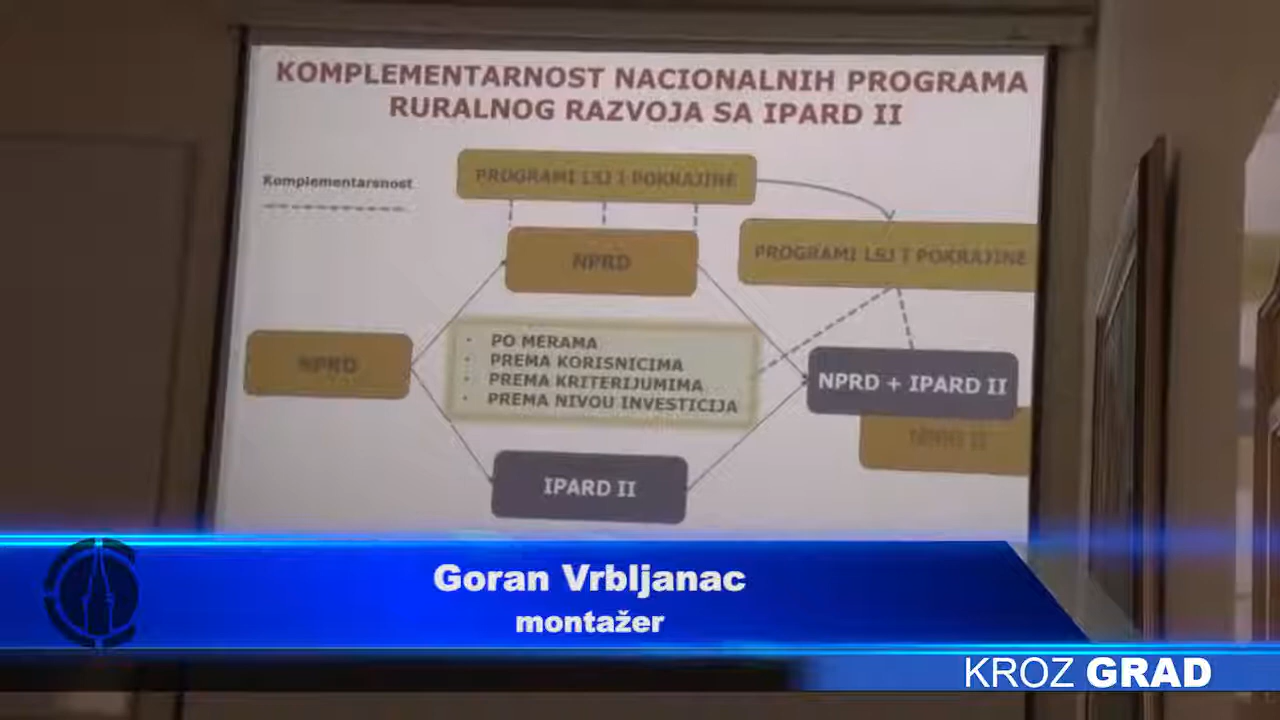 KOMPLEMENTARNOST NACIONALNIH PROGRAMA
RURALNOG RAZVOJA SA IPARD II
Komplementarsnost
PROGRAMI LSJ I POKRAJINE
NPRD
PROGRAMI LSJ I POKRAJINE
NPRD
• PO MERAMA
• PREMA KORISNICIMA
• PREMA KRITERIJUMIMA
• PREMA NIVOU INVESTICIJA
NPRD + IPARD II
IPARD II
Goran Vrbljanac
montažer
KROZ GRAD